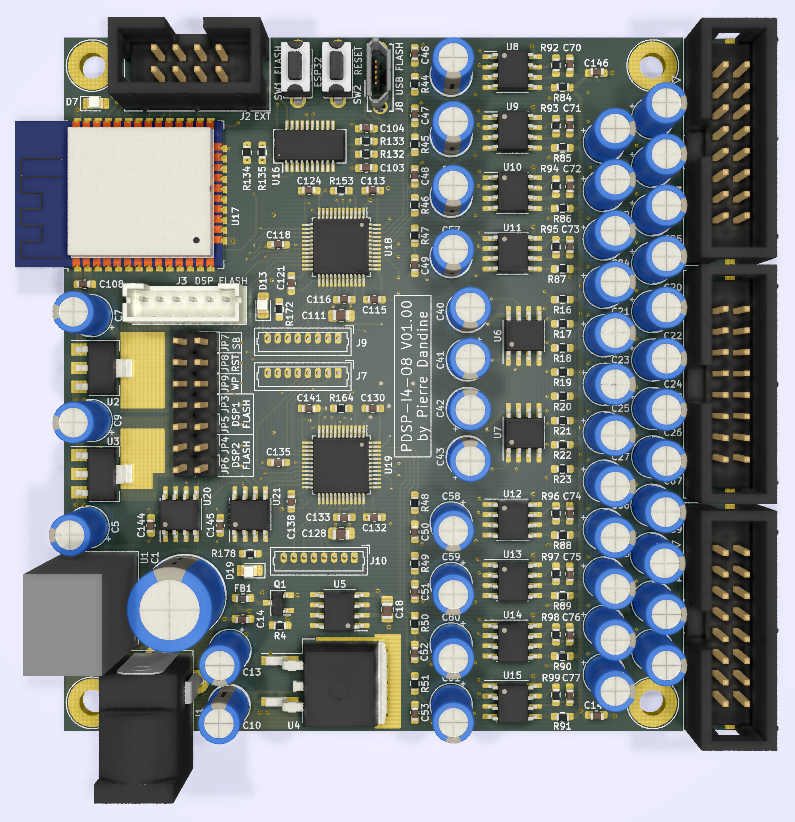 SW1 FLASH
ESP32
SW2 RESET
J8 USB FLASH
C46
U8
R92 C70
C146
R44
R84
D7
J2 EXT
C47
U9
R93 C71
C104
R133
R132
C103
R45
R85
R134
R135
U16
C124 R153 C113
C48
U10
R94 C72
R46
R86
U17
C118
U18
R47
U11
R95 C73
C49
R87
C108
J3 DSP FLASH
C121
D13
R172
C116
C115
C111
C40
R16
R17
R18
R19
U6
C7
J9
J7
JP7 SB
JP8 RST
JP9 WP
JP3
JP5
DSP1
FLASH
JP4
JP6
DSP2
FLASH
PDSP-I4-O8 V01.00
by Pierre Dandine
C41
U2
C9
U3
C141 R164 C130
C42
R20
R21
R22
R23
U7
C43
C135
U19
C20
C21
C22
C23
C24
C25
C26
C27
U20
U21
C144
C145
C138
C133
C132
C128
R48
C58
U12
R96 C74
C50
R88
C5
U1
C1
R178
D19
J10
R49
C59
U13
R97 C75
C51
R89
FB1
C14
Q1
R4
U5
C18
R50
C60
U14
R98 C76
C52
R90
C13
C10
U4
R51
C53
U15
R99 C77
R91